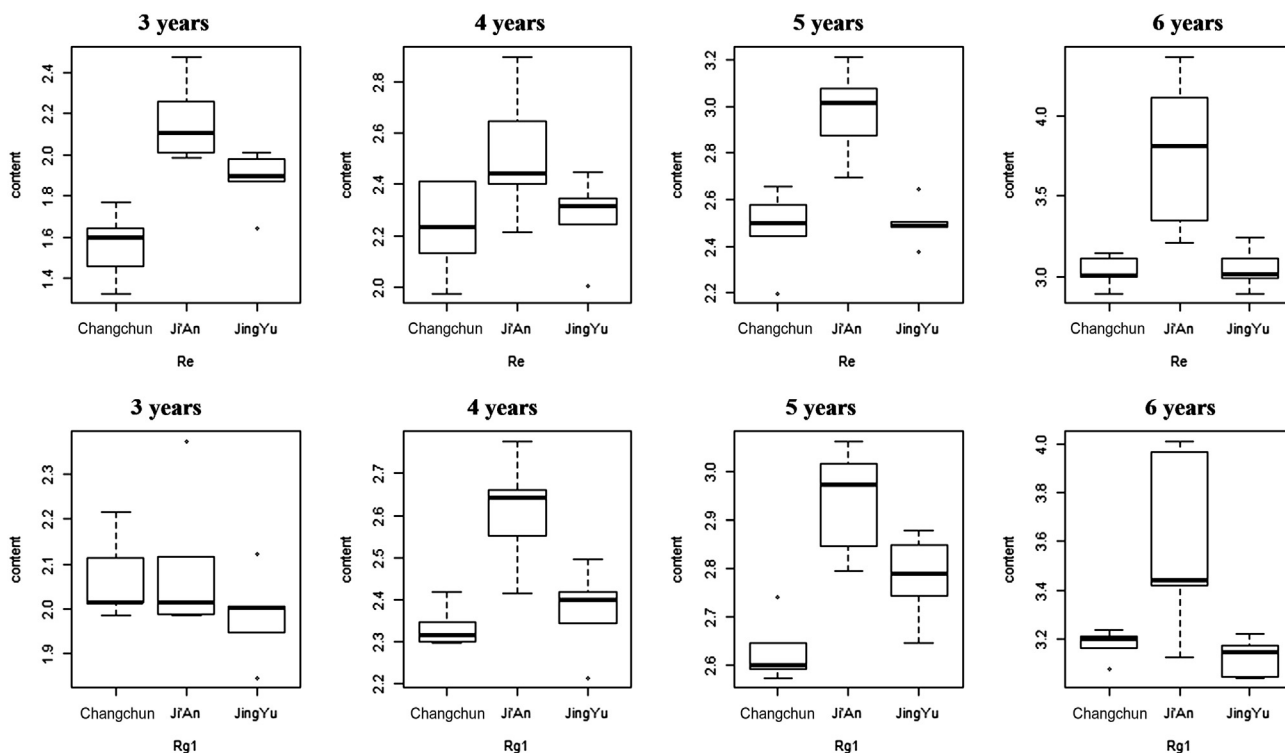 3 years
4 years
5 years
6 years
content
2.4
2.2
2.0
1.8
1.6
1.4
content
2.8
2.6
2.4
2.2
2.0
content
3.2
3.0
2.8
2.6
2.4
2.2
content
4.0
3.5
3.0
Changchun Ji'An JingYu
Changchun Ji'An JingYu
Changchun Ji'An JingYu
Changchun Ji'An JingYu
Re
Re
Re
Re
3 years
4 years
5 years
6 years
content
2.3
2.2
2.1
2.0
1.9
content
2.7
2.6
2.5
2.4
2.3
2.2
content
3.0
2.9
2.8
2.7
2.6
content
4.0
3.8
3.6
3.4
3.2
Changchun Ji'An JingYu
Changchun Ji'An JingYu
Changchun Ji'An JingYu
Changchun Ji'An JingYu
Rg1
Rg1
Rg1
Rg1